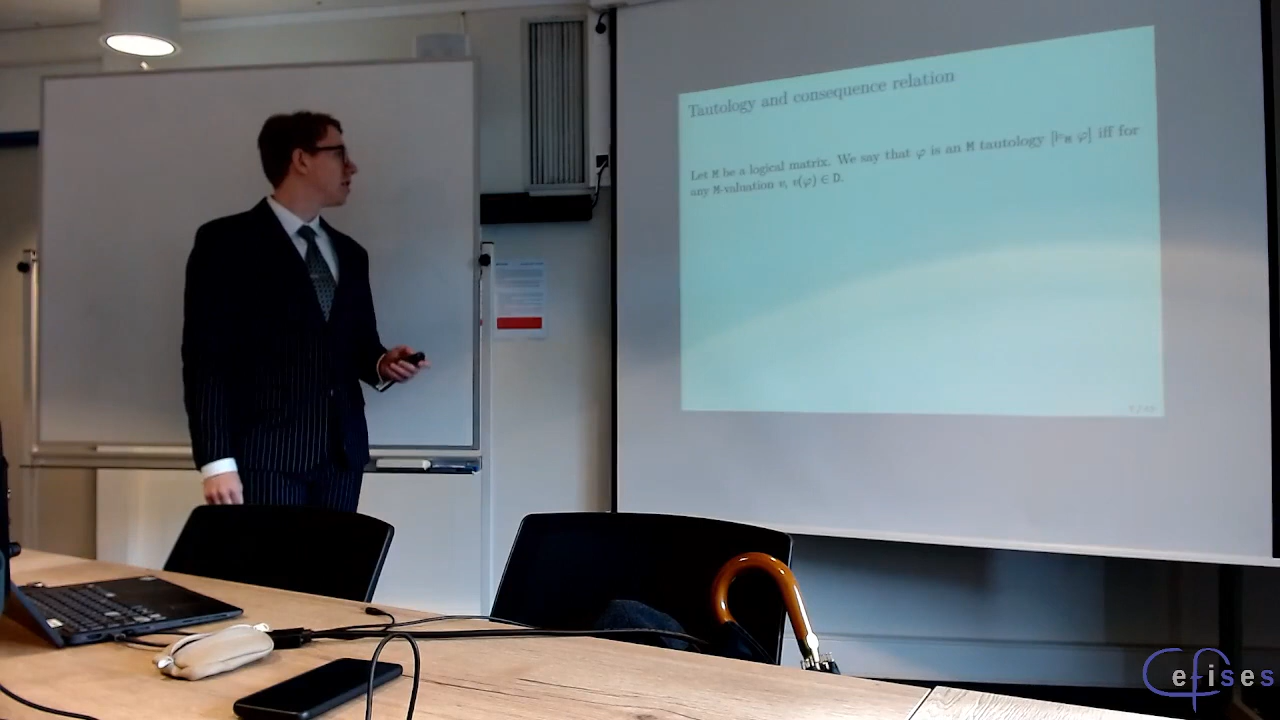 Tautology and consequence relation
Let M be a logical matrix. We say that φ is an M tautology [⊨M φ] iff for
any M-valuation v, v(φ) ∈ D.
efises